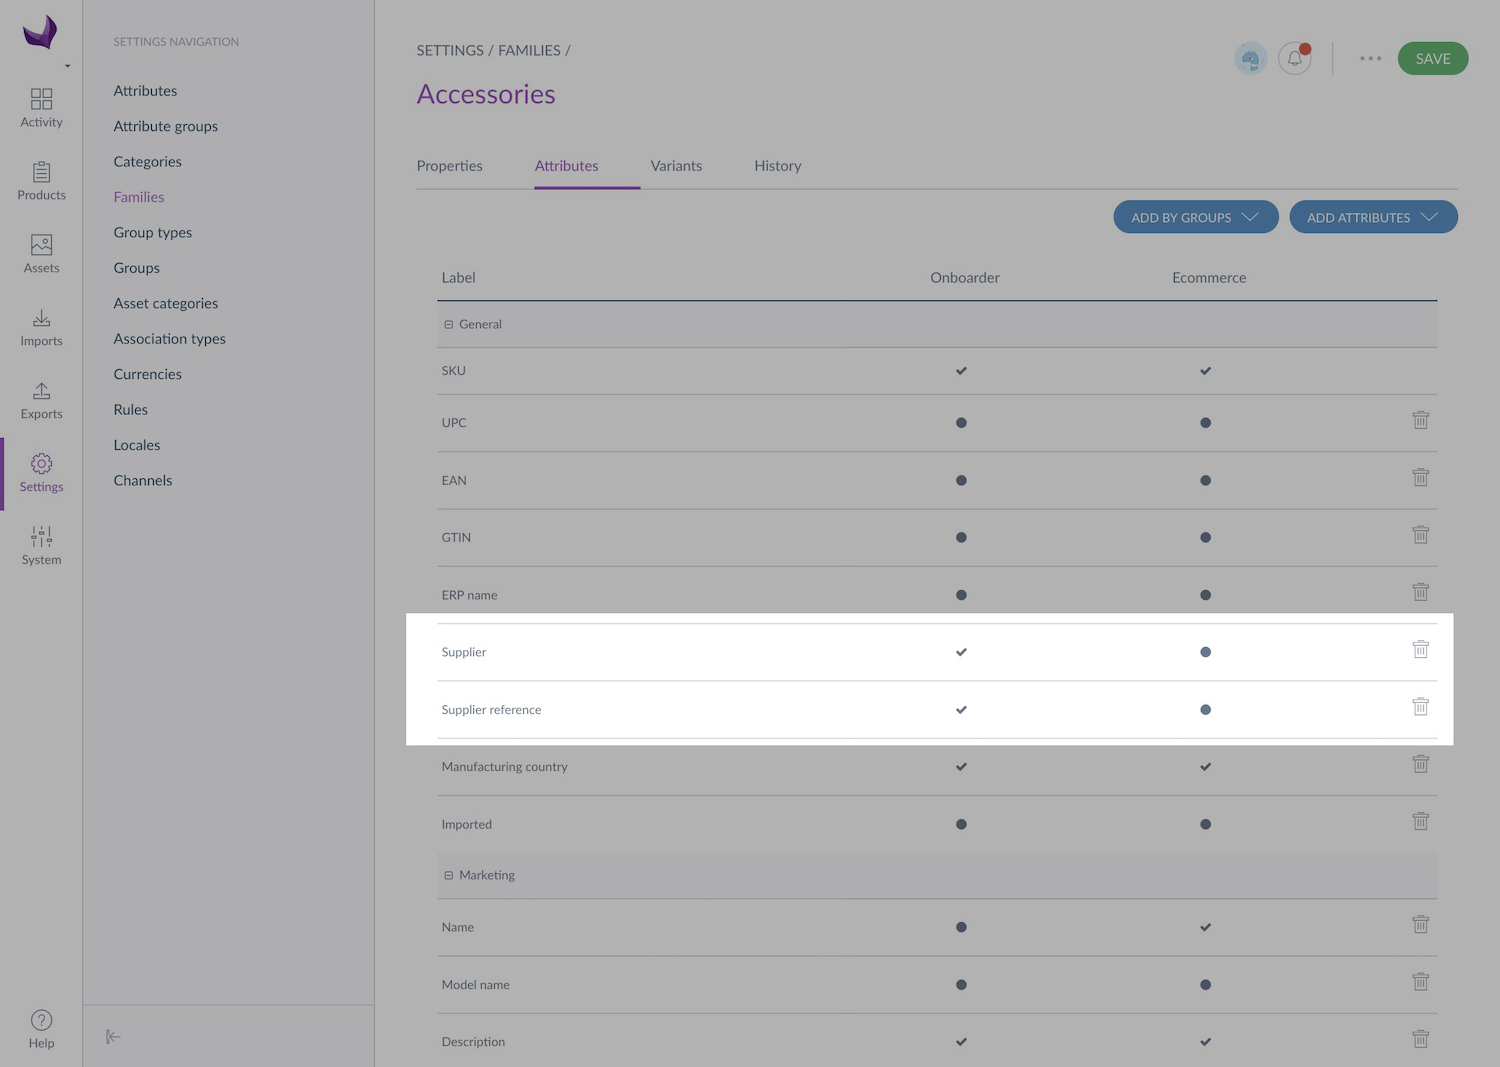 SETTINGS NAVIGATION
Activity
Products
Assets
Imports
Exports
Settings
System
Help
Attributes
Attribute groups
Categories
Families
Group types
Groups
Asset categories
Association types
Currencies
Rules
Locales
Channels
SETTINGS / FAMILIES /
SAVE
Accessories
Properties Attributes Variants History
ADD BY GROUPS ADD ATTRIBUTES
Label Onboarder Ecommerce
General
SKU
UPC
EAN
GTIN
ERP name
Supplier
Supplier reference
Manufacturing country
Imported
Marketing
Name
Model name
Description